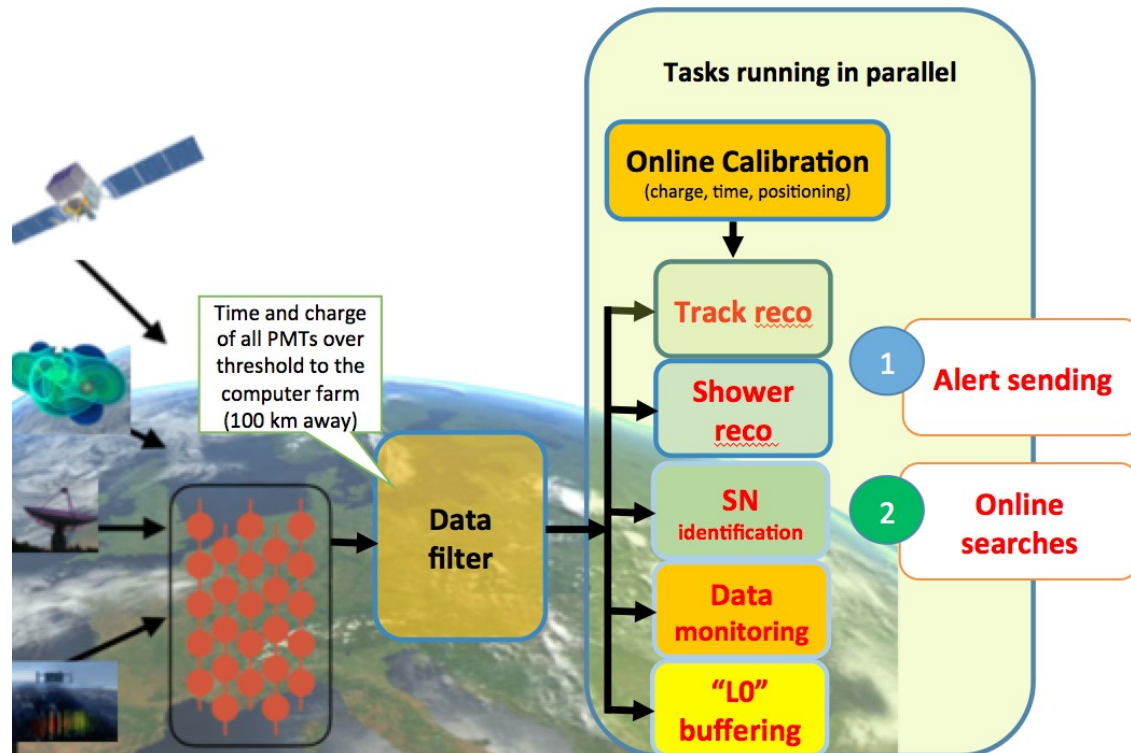 Tasks running in parallel
Online Calibration
(charge, time, positioning)
Time and charge
of all PMTs over
threshold to the
computer farm
(100 km away)
Data
filter
Track reco
Shower
reco
SN
identification
Data
monitoring
“L0”
buffering
1
Alert sending
2
Online
searches